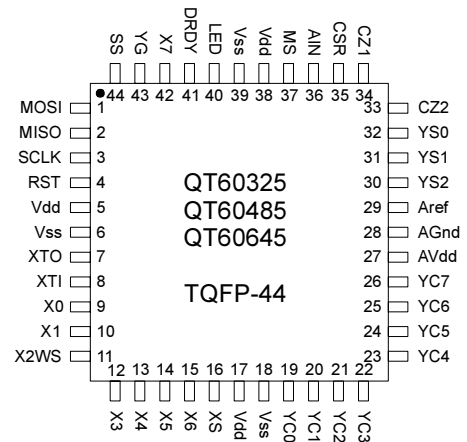 SS YG X7 DRDY LED Vss Vdd MS AIN CSR CZ1
44 43 42 41 40 39 38 37 36 35 34
MOSI 1
MISO 2
SCLK 3
RST 4
Vdd 5
Vss 6
XTO 7
XTI 8
X0 9
X1 10
X2WS 11
QT60325
QT60485
QT60645
TQFP-44
33 CZ2
32 YS0
31 YS1
30 YS2
29 Aref
28 AGnd
27 AVdd
26 YC7
25 YC6
24 YC5
23 YC4
12 13 14 15 16 17 18 19 20 21 22
X3 X4 X5 X6 XS Vdd Vss YC0 YC1 YC2 YC3